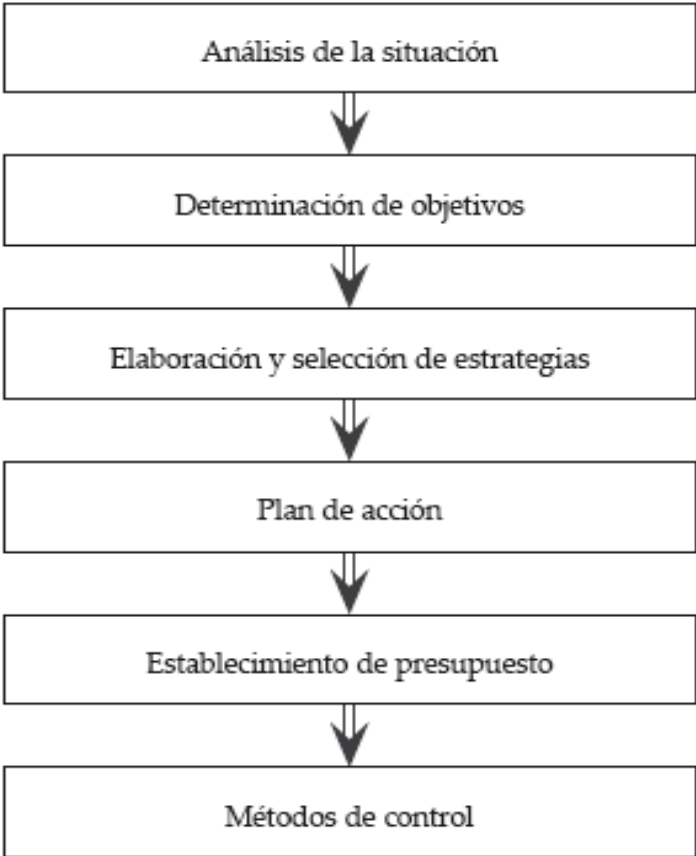 Análisis de la situación
Determinación de objetivos
Elaboración y selección de estrategias
Plan de acción
Establecimiento de presupuesto
Métodos de control